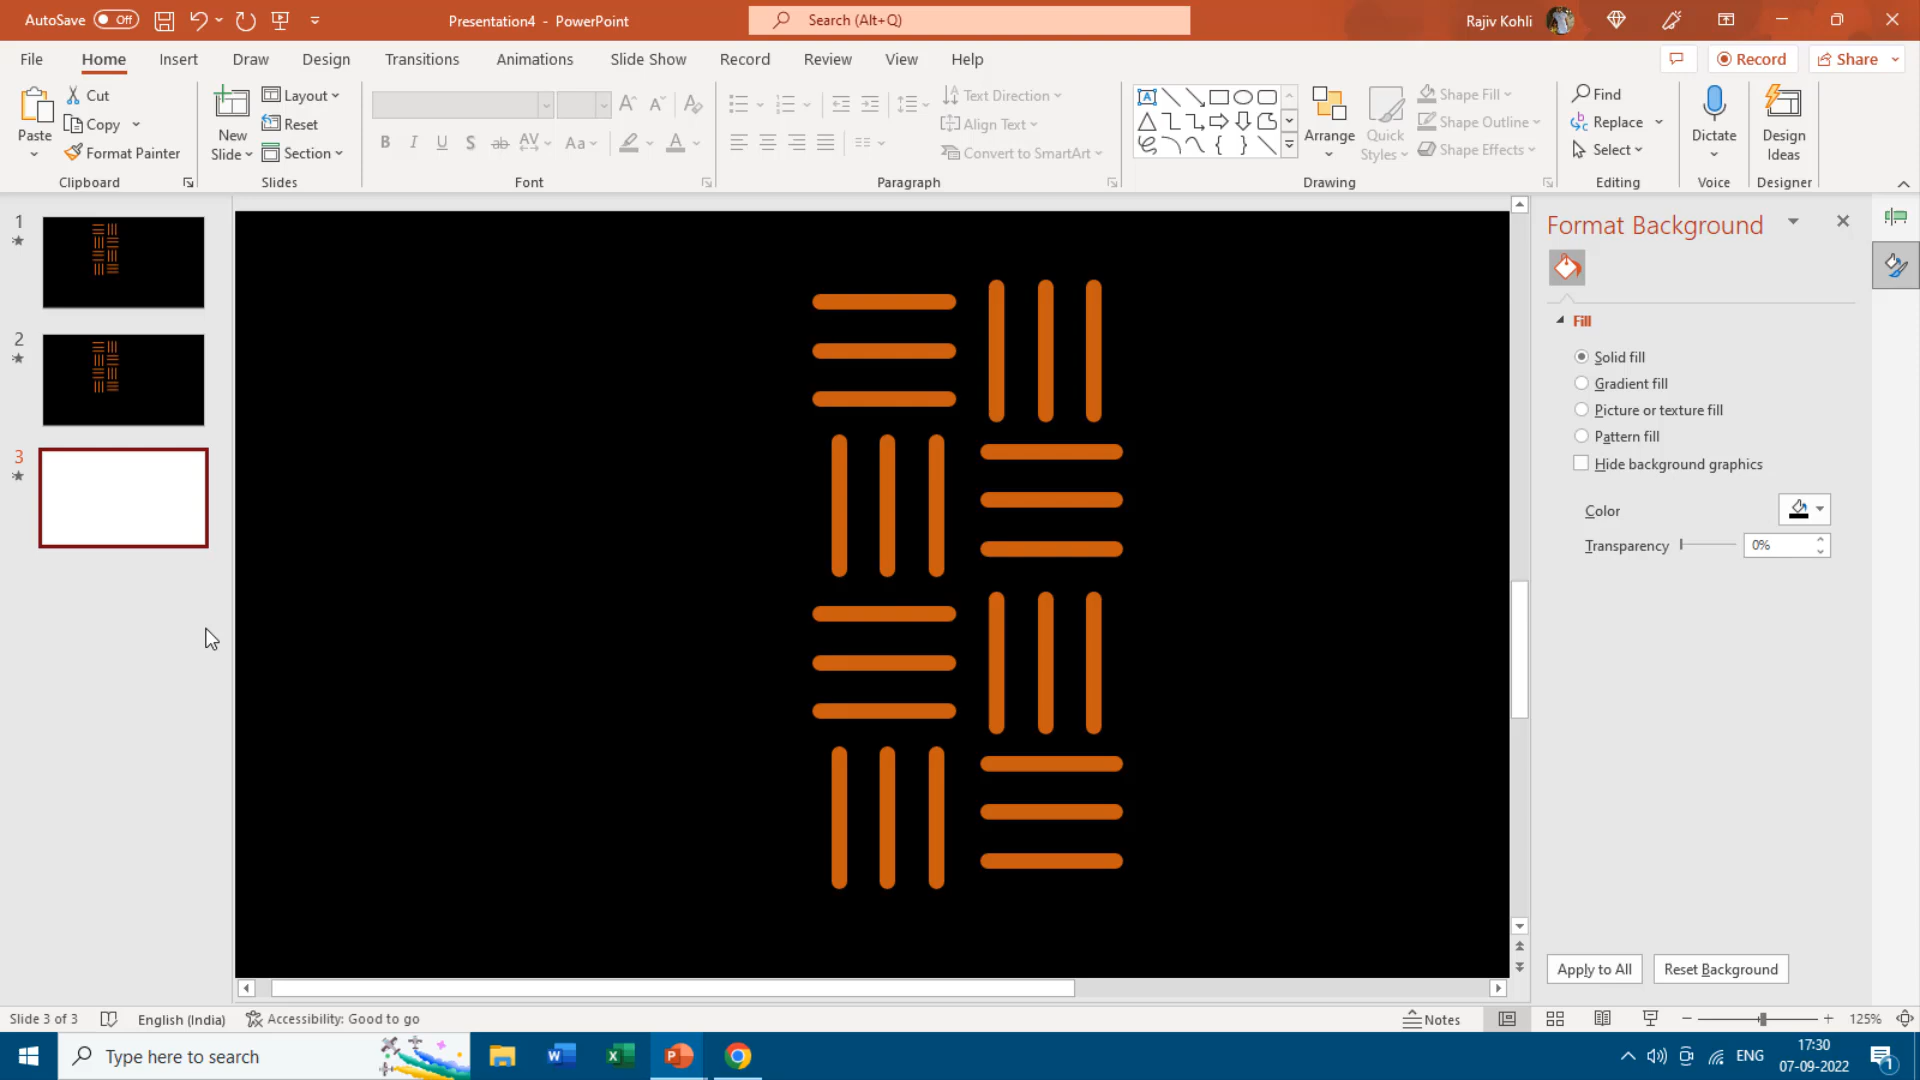 AutoSave Off Presentation4 - PowerPoint Search (Alt+Q) Rajiv Kohli
File Home Insert Draw Design Transitions Animations Slide Show Record Review View Help Record Share
Paste Cut Copy Format Painter Clipboard
New Slide Layout Reset Section Slides
B I U S ab AV Aa A Font
Text Direction Align Text Convert to SmartArt Paragraph
Arrange Quick Styles Shape Fill Shape Outline Shape Effects Drawing
Find Replace Select Editing
Dictate Voice
Design Ideas Designer
1
2
3
Format Background
Fill
Solid fill
Gradient fill
Picture or texture fill
Pattern fill
Hide background graphics
Color
Transparency 0%
Apply to All Reset Background
Slide 3 of 3 English (India) Accessibility: Good to go Notes 125%
Type here to search ENG 17:30
07-09-2022 1